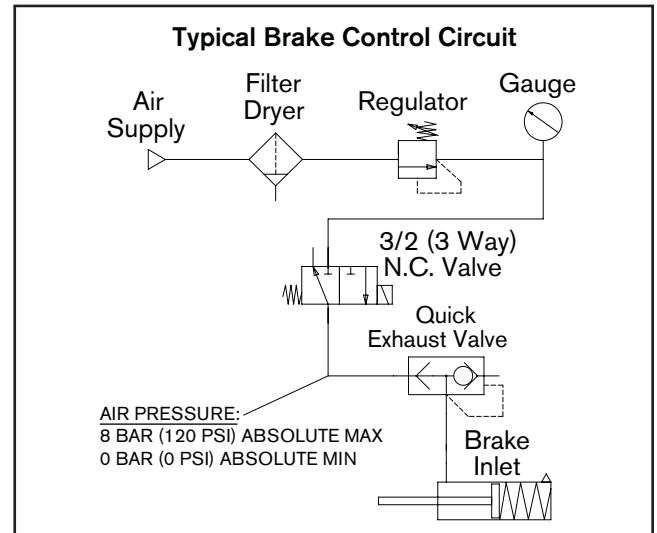 Typical Brake Control Circuit
Air
Supply
Filter
Dryer
Regulator
Gauge
3/2 (3 Way)
N.C. Valve
Quick
Exhaust Valve
AIR PRESSURE:
8 BAR (120 PSI) ABSOLUTE MAX
0 BAR (0 PSI) ABSOLUTE MIN
Brake
Inlet